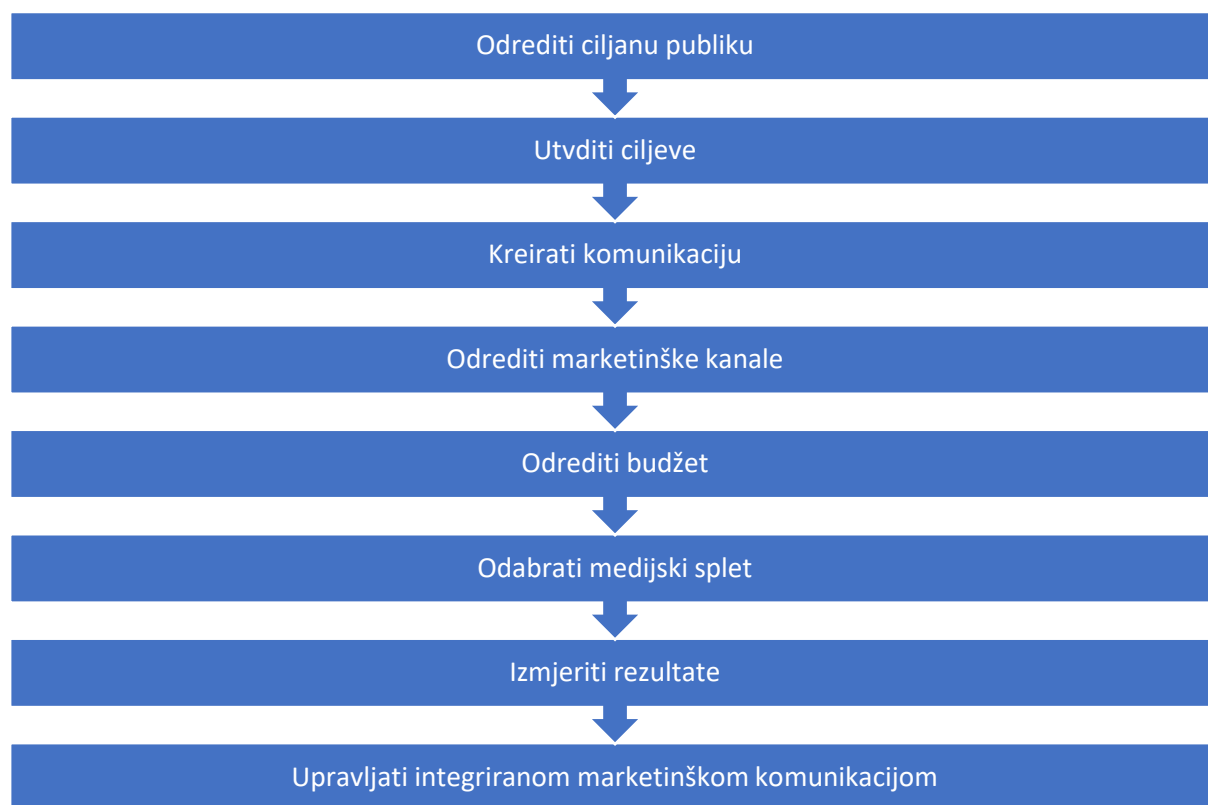 Odrediti ciljanu publiku
Utvditi ciljeve
Kreirati komunikaciju
Odrediti marketinške kanale
Odrediti budžet
Odabrati medijski splet
Izmjeriti rezultate
Upravljati integriranom marketinškom komunikacijom